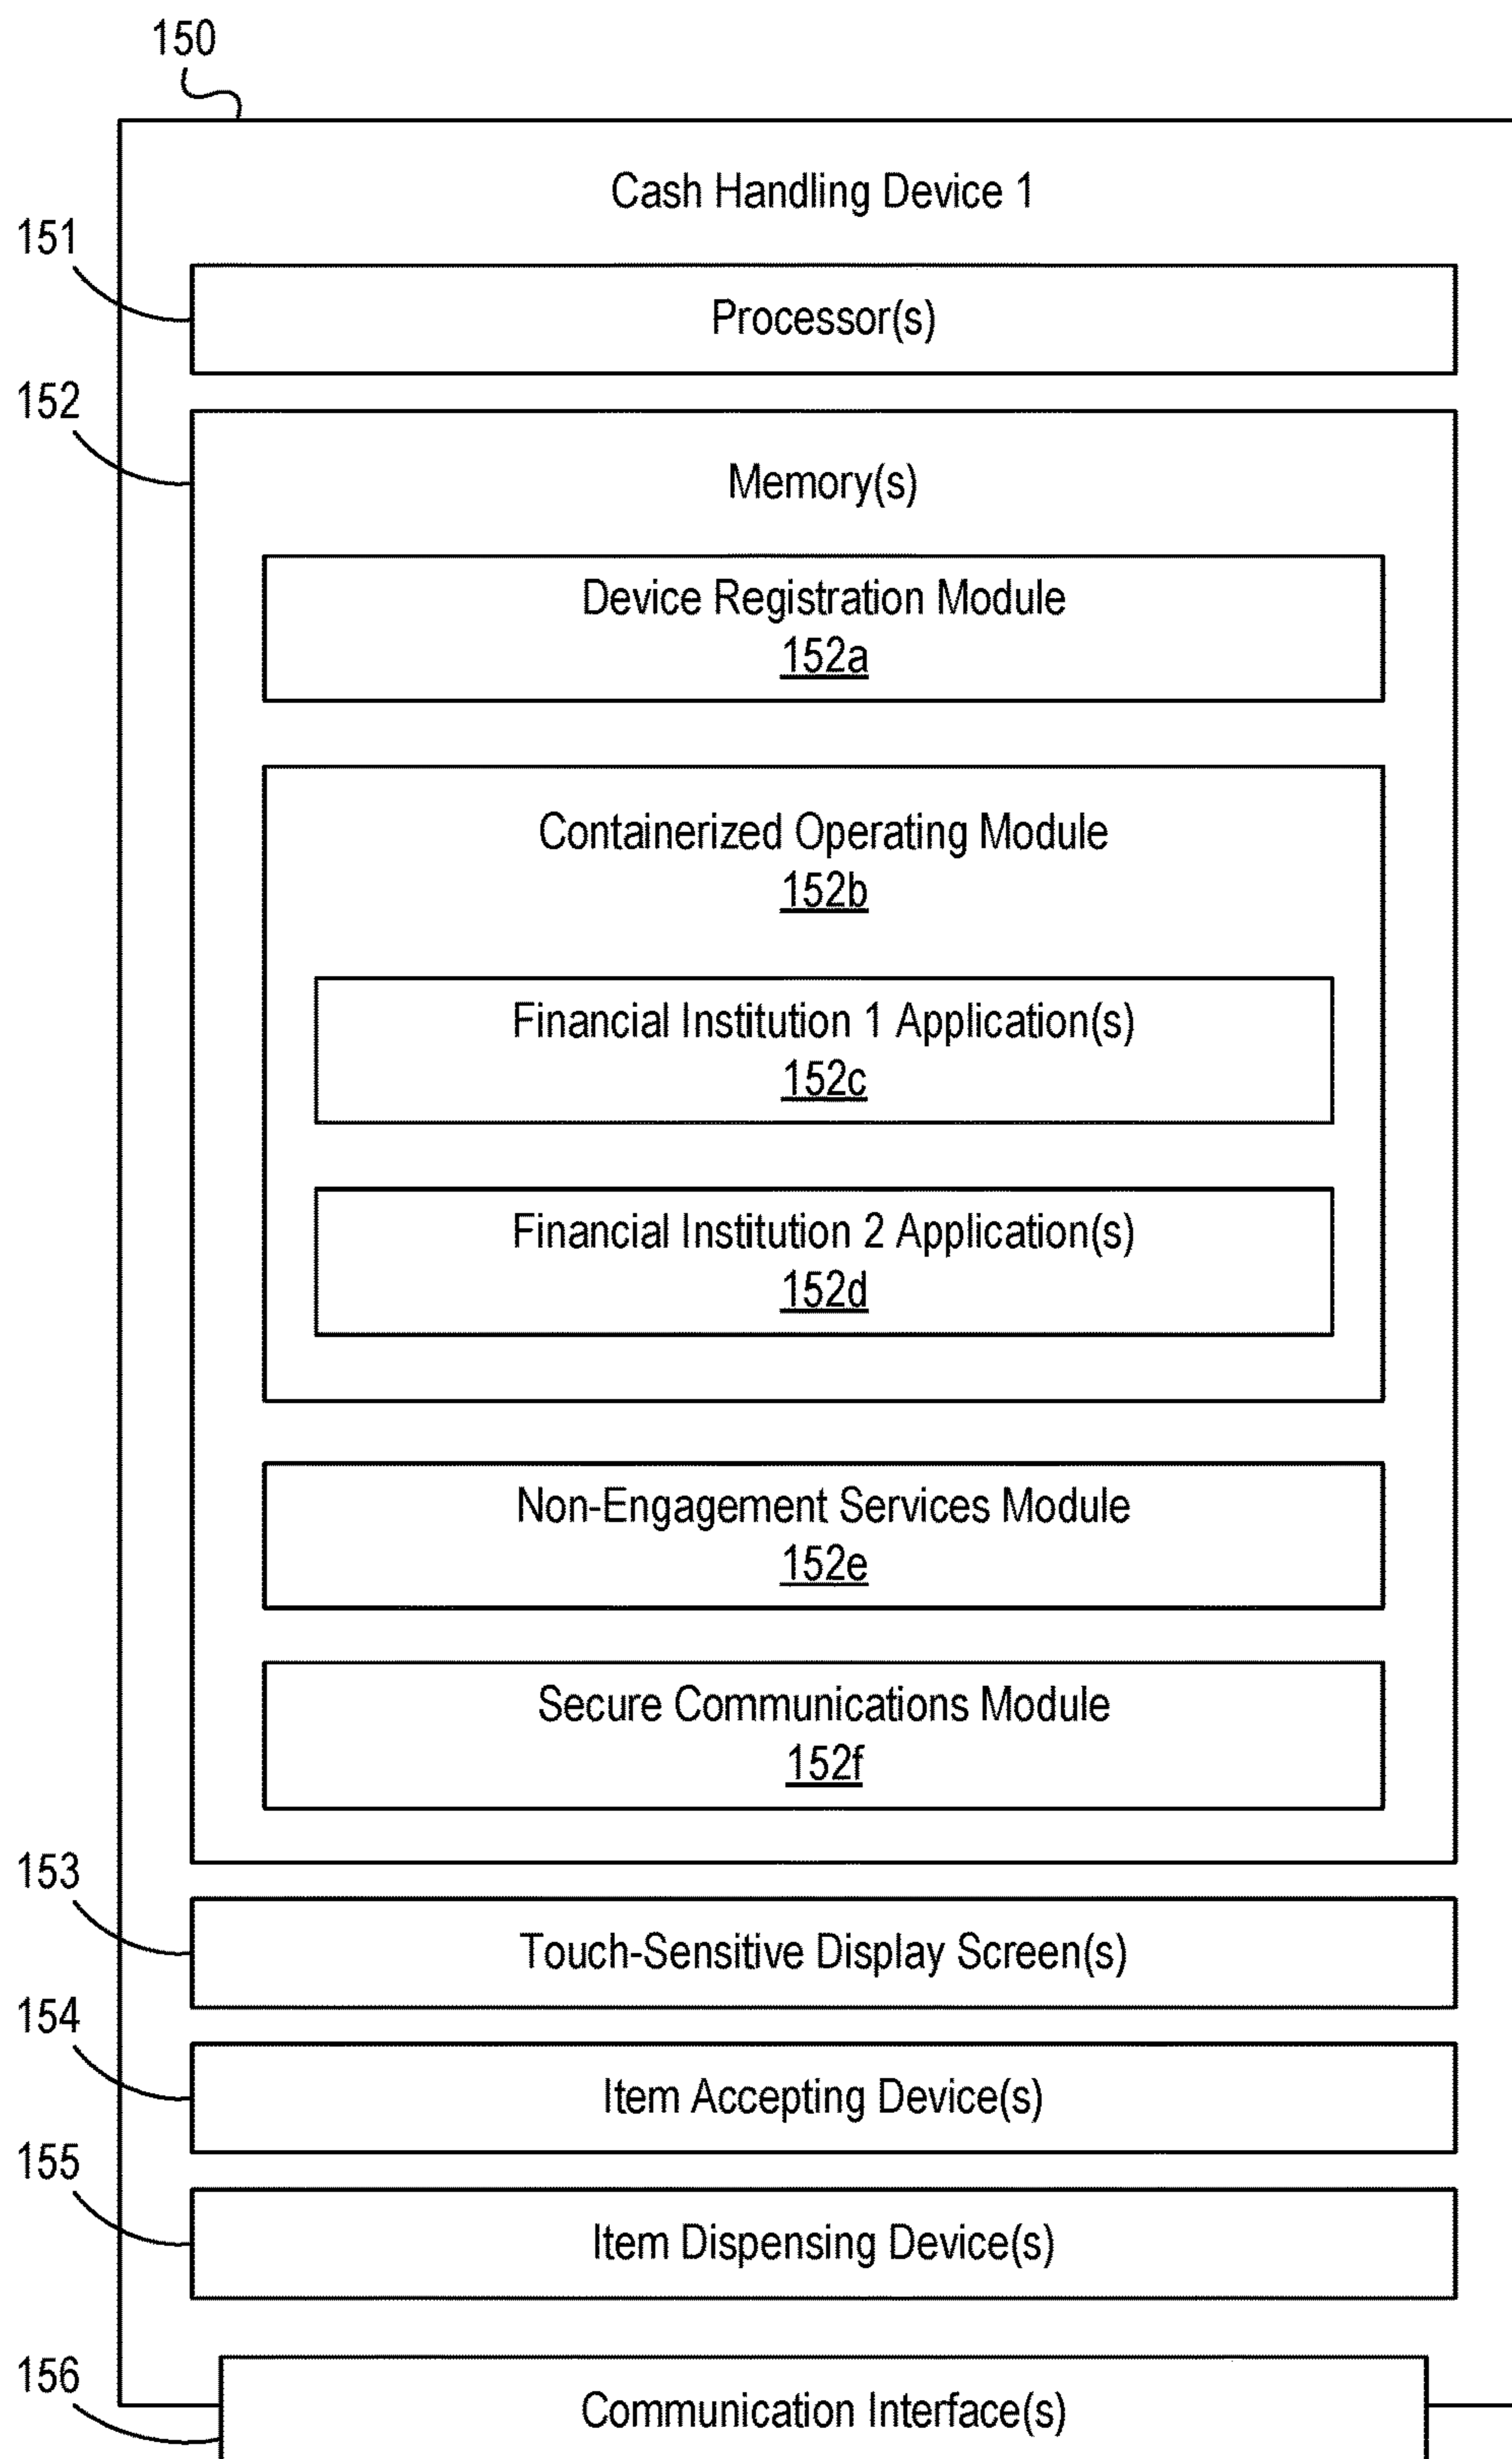 150
Cash Handling Device 1
151
Processor(s)
152
Memory(s)
Device Registration Module
152a
Containerized Operating Module
152b
Financial Institution 1 Application(s)
152c
Financial Institution 2 Application(s)
152d
Non-Engagement Services Module
152e
Secure Communications Module
152f
153
Touch-Sensitive Display Screen(s)
154
Item Accepting Device(s)
155
Item Dispensing Device(s)
156
Communication Interface(s)